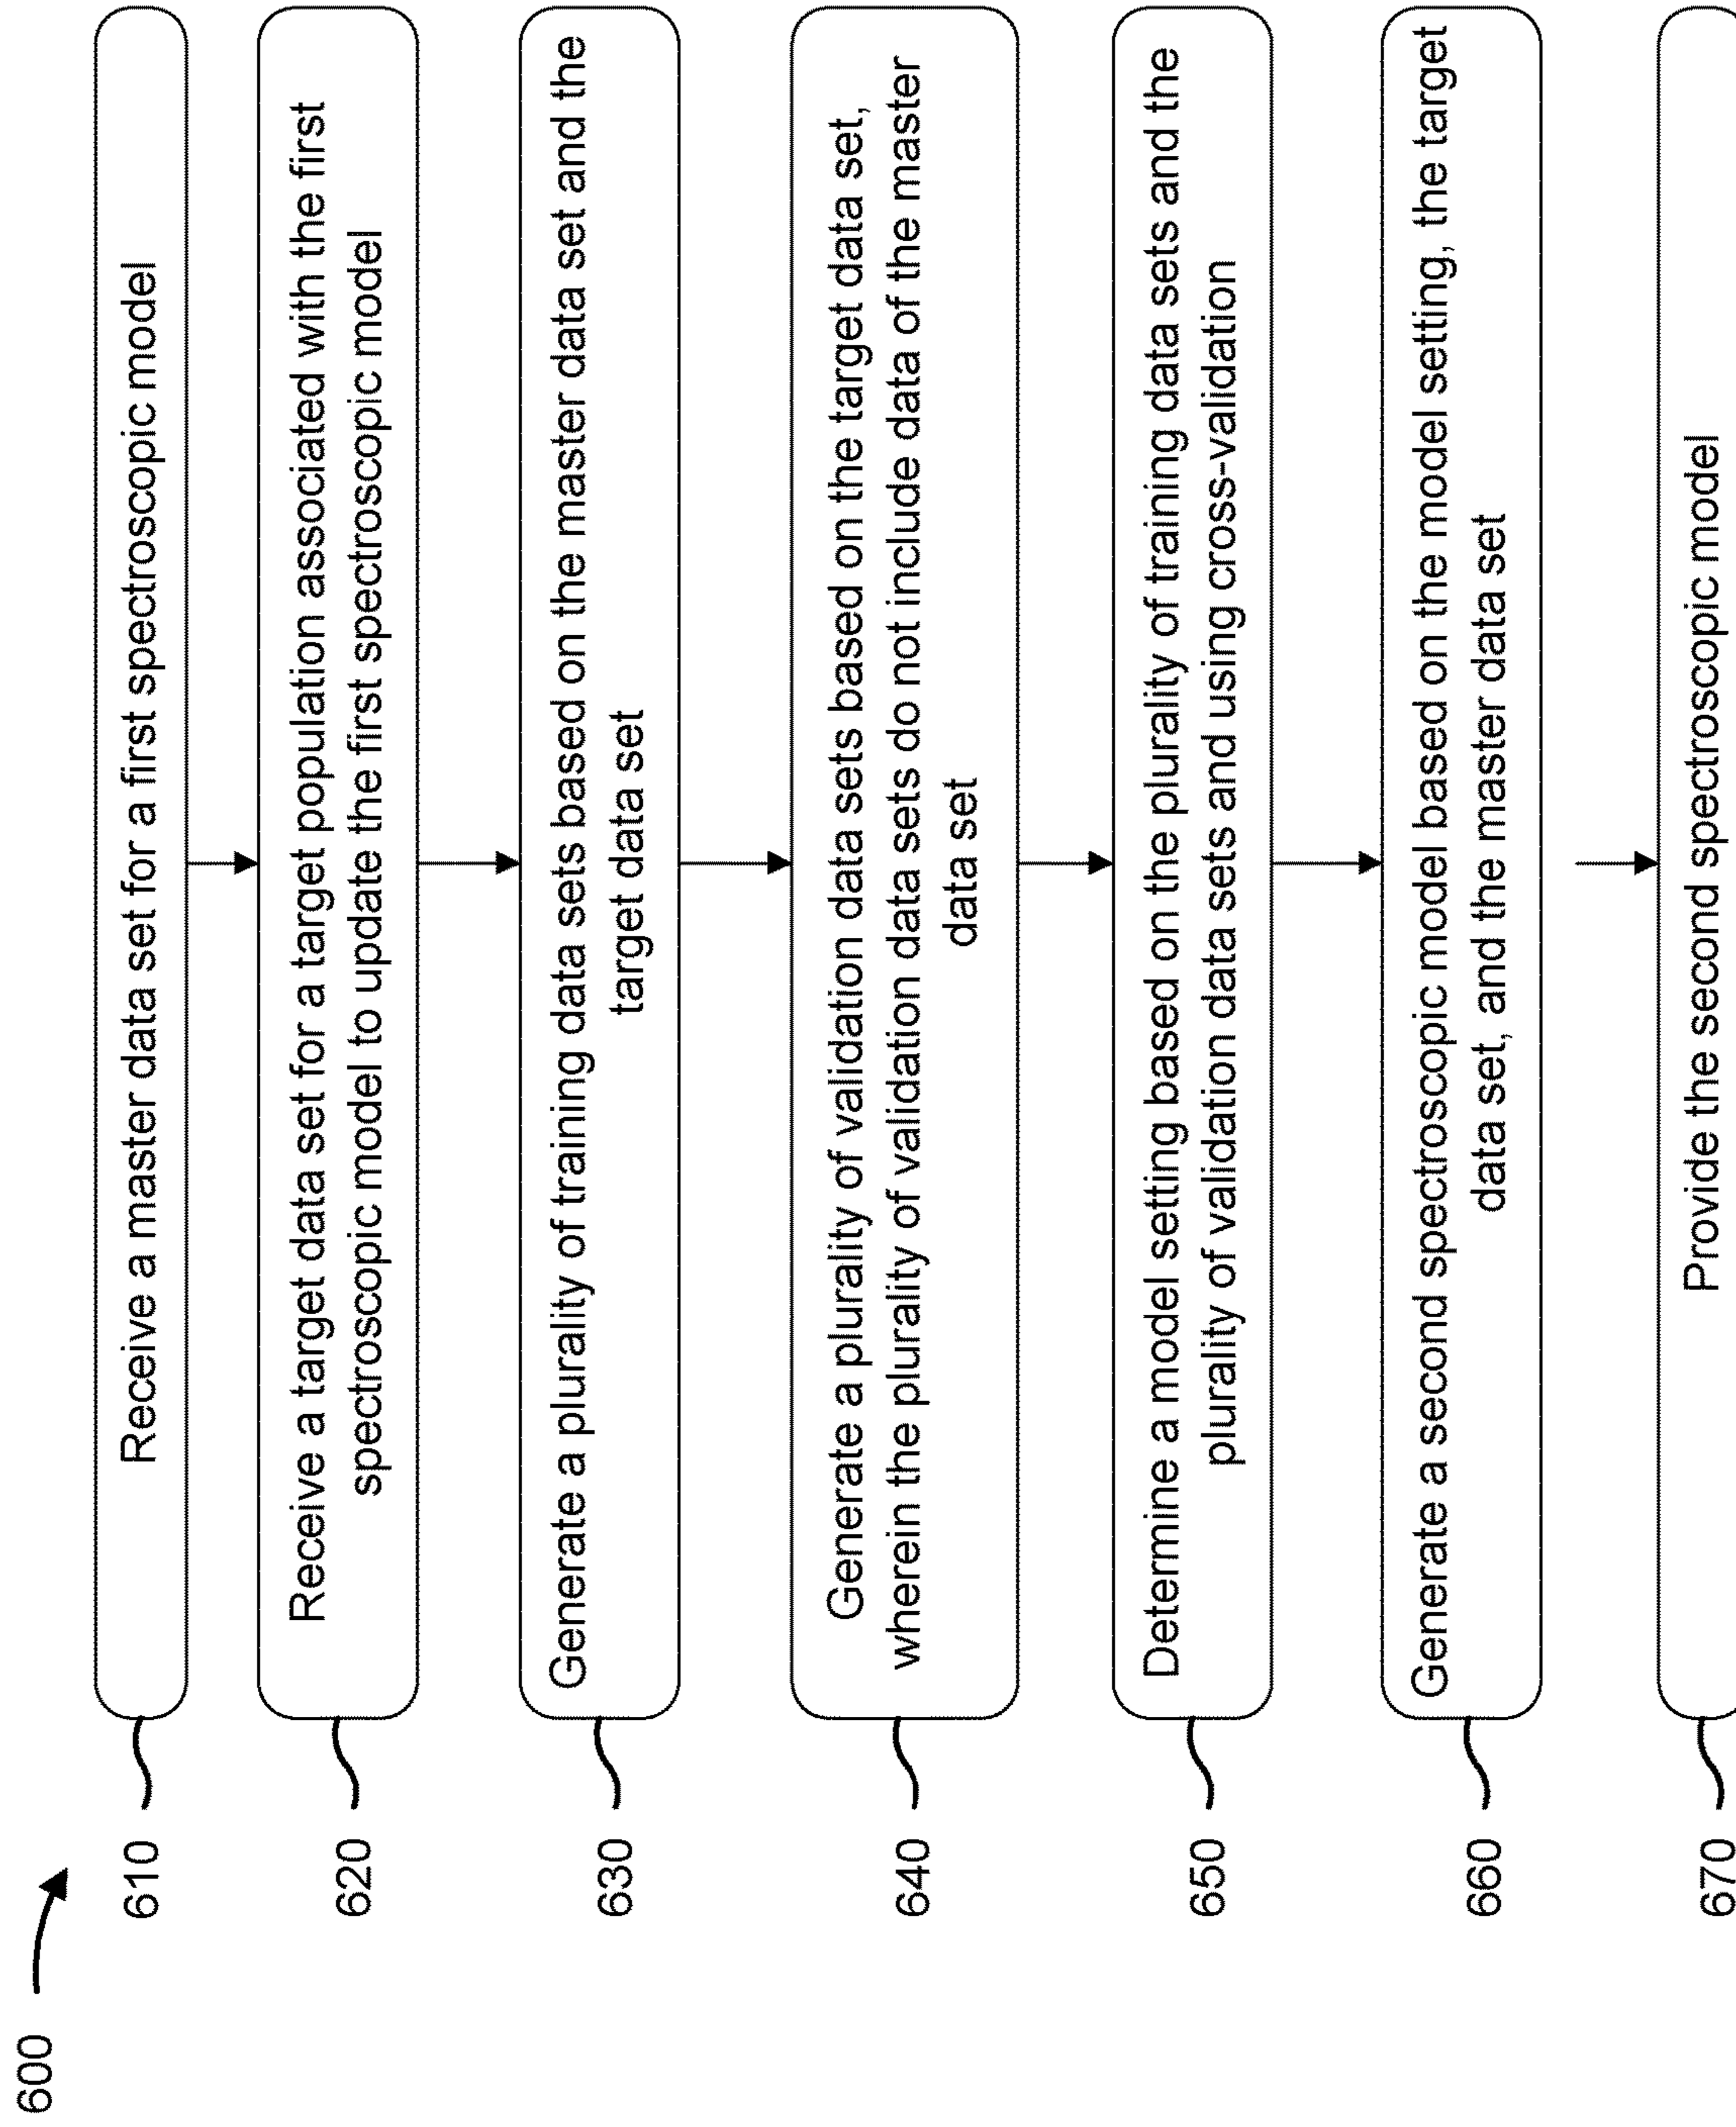 600
610
Receive a master data set for a first spectroscopic model
620
Receive a target data set for a target population associated with the first
spectroscopic model to update the first spectroscopic model
630
Generate a plurality of training data sets based on the master data set and the
target data set
640
Generate a plurality of validation data sets based on the target data set,
wherein the plurality of validation data sets do not include data of the master
data set
650
Determine a model setting based on the plurality of training data sets and the
plurality of validation data sets and using cross-validation
660
Generate a second spectroscopic model based on the model setting, the target
data set, and the master data set
670
Provide the second spectroscopic model